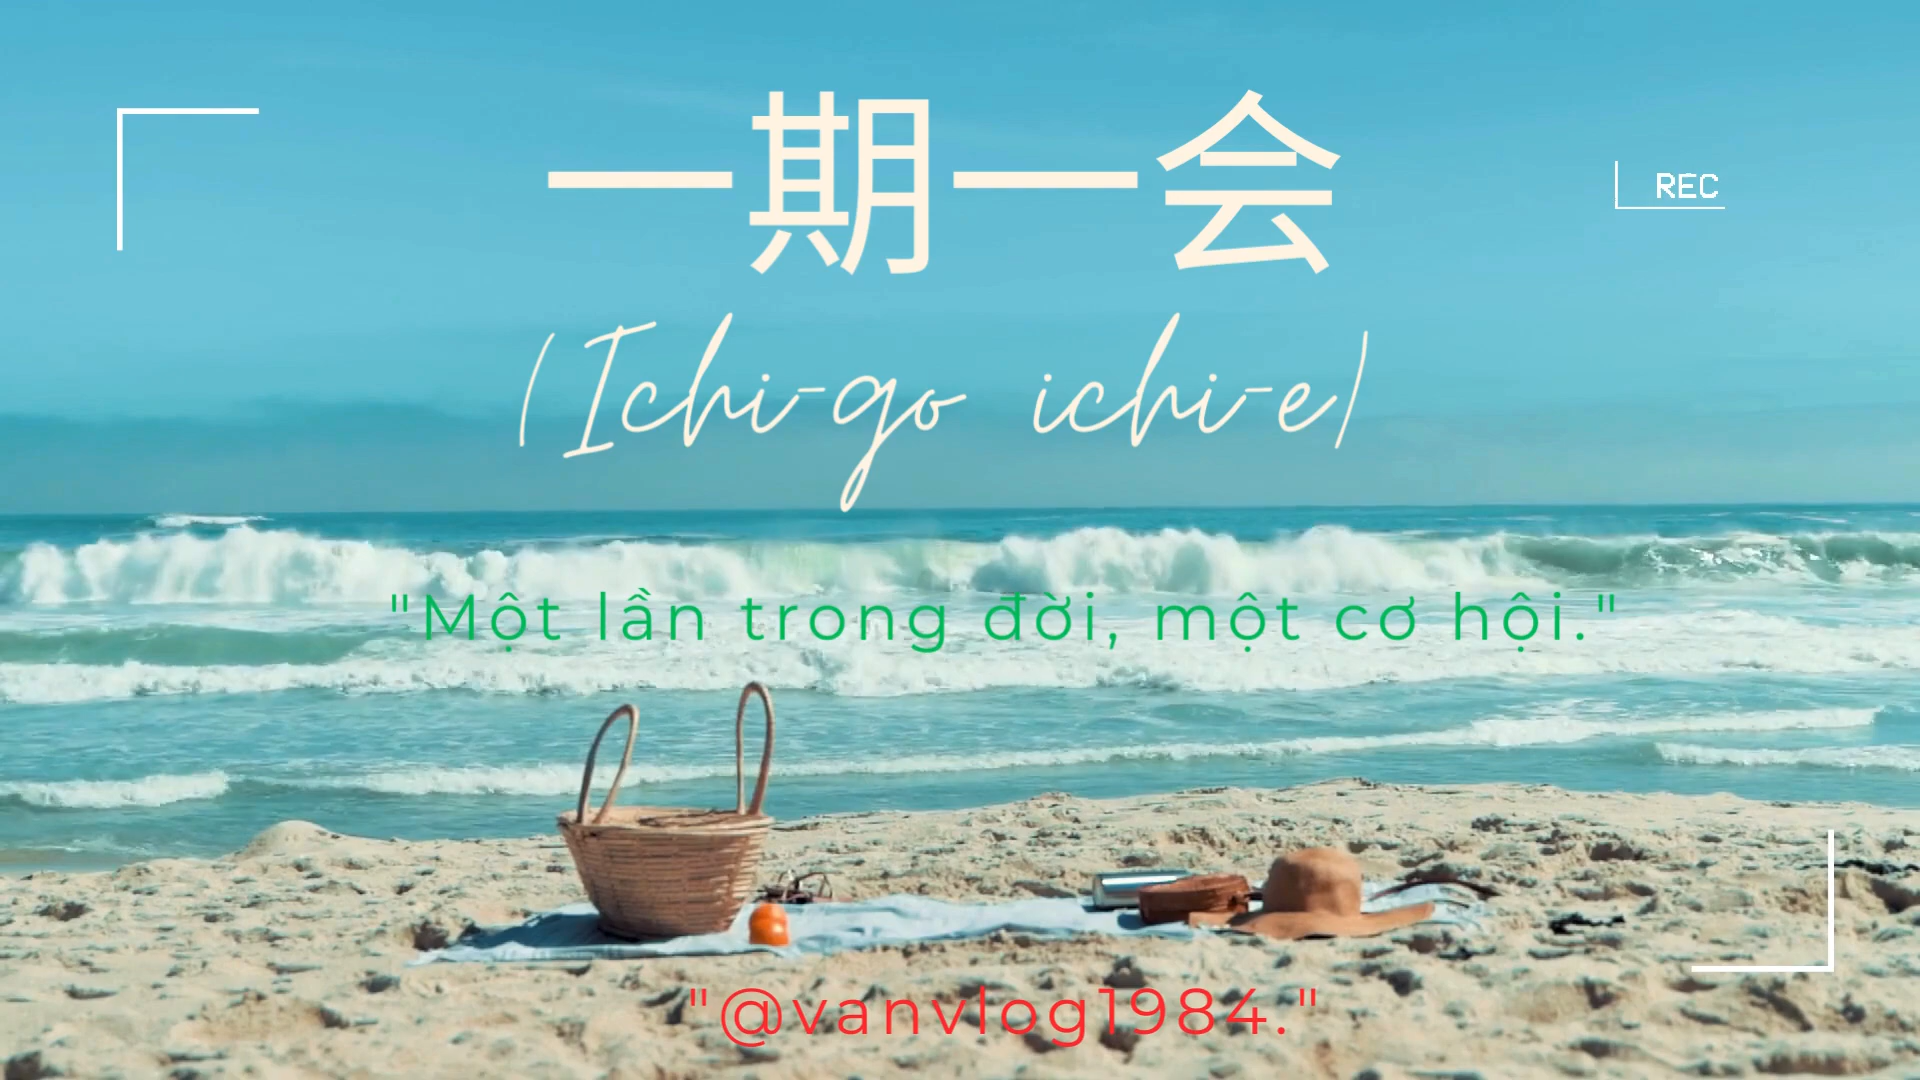 一期一会
REC
(Ichi-go ichi-e)
"Một lần trong đời, một cơ hội."
"@vanvlog1984."